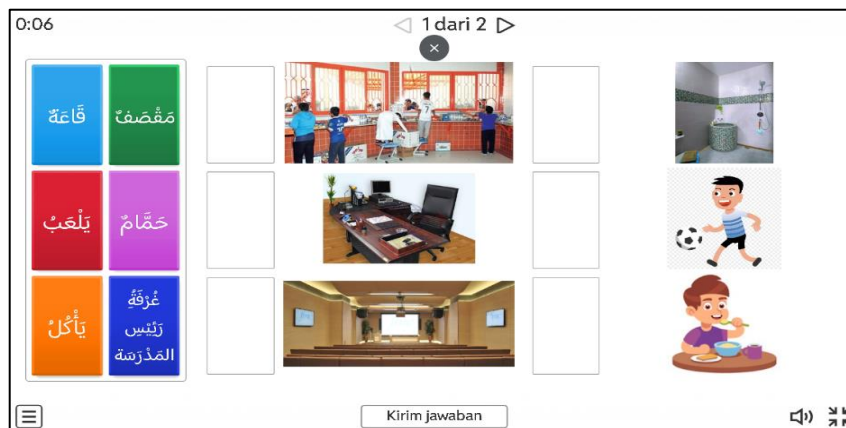 0:06
1 dari 2
قَاعَةٌ
مَقْصَفٌ
يَلْعَبُ
حَمَّامٌ
يَأْكُلُ
غُرْفَةُ
رَئِيْسِ
المَدْرَسَة
Kirim jawaban